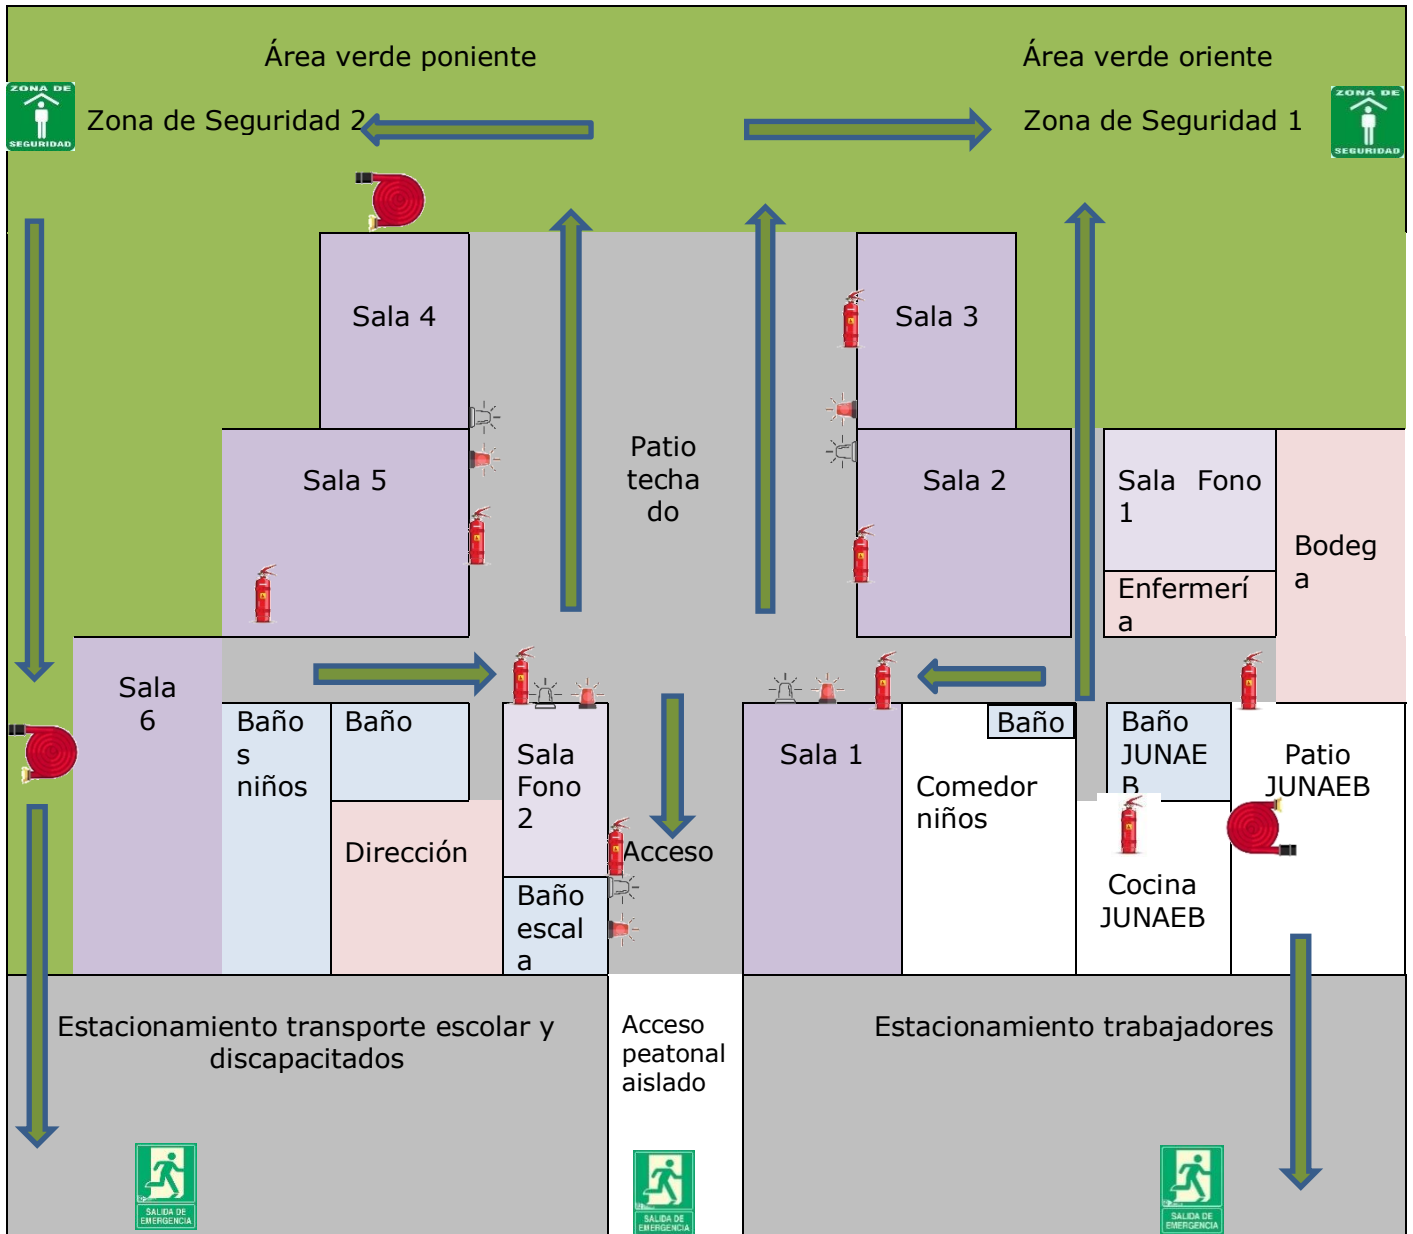 Área verde poniente
Área verde oriente
ZONA DE
SEGURIDAD
Zona de Seguridad 2
Zona de Seguridad 1
ZONA DE
SEGURIDAD
Sala 4
Sala 3
Patio
techa
do
Sala 5
Sala 2
Sala Fono
1
Bodeg
a
Enfermerí
a
Sala
6
Baño
s
niños
Baño
Sala
Fono
2
Sala 1
Baño
Comedor
niños
Baño
JUNAE
B
Patio
JUNAEB
Dirección
Acceso
Baño
escal
a
Cocina
JUNAEB
Estacionamiento transporte escolar y
discapacitados
Acceso
peatonal
aislado
Estacionamiento trabajadores
SALIDA DE
EMERGENCIA
SALIDA DE
EMERGENCIA
SALIDA DE
EMERGENCIA